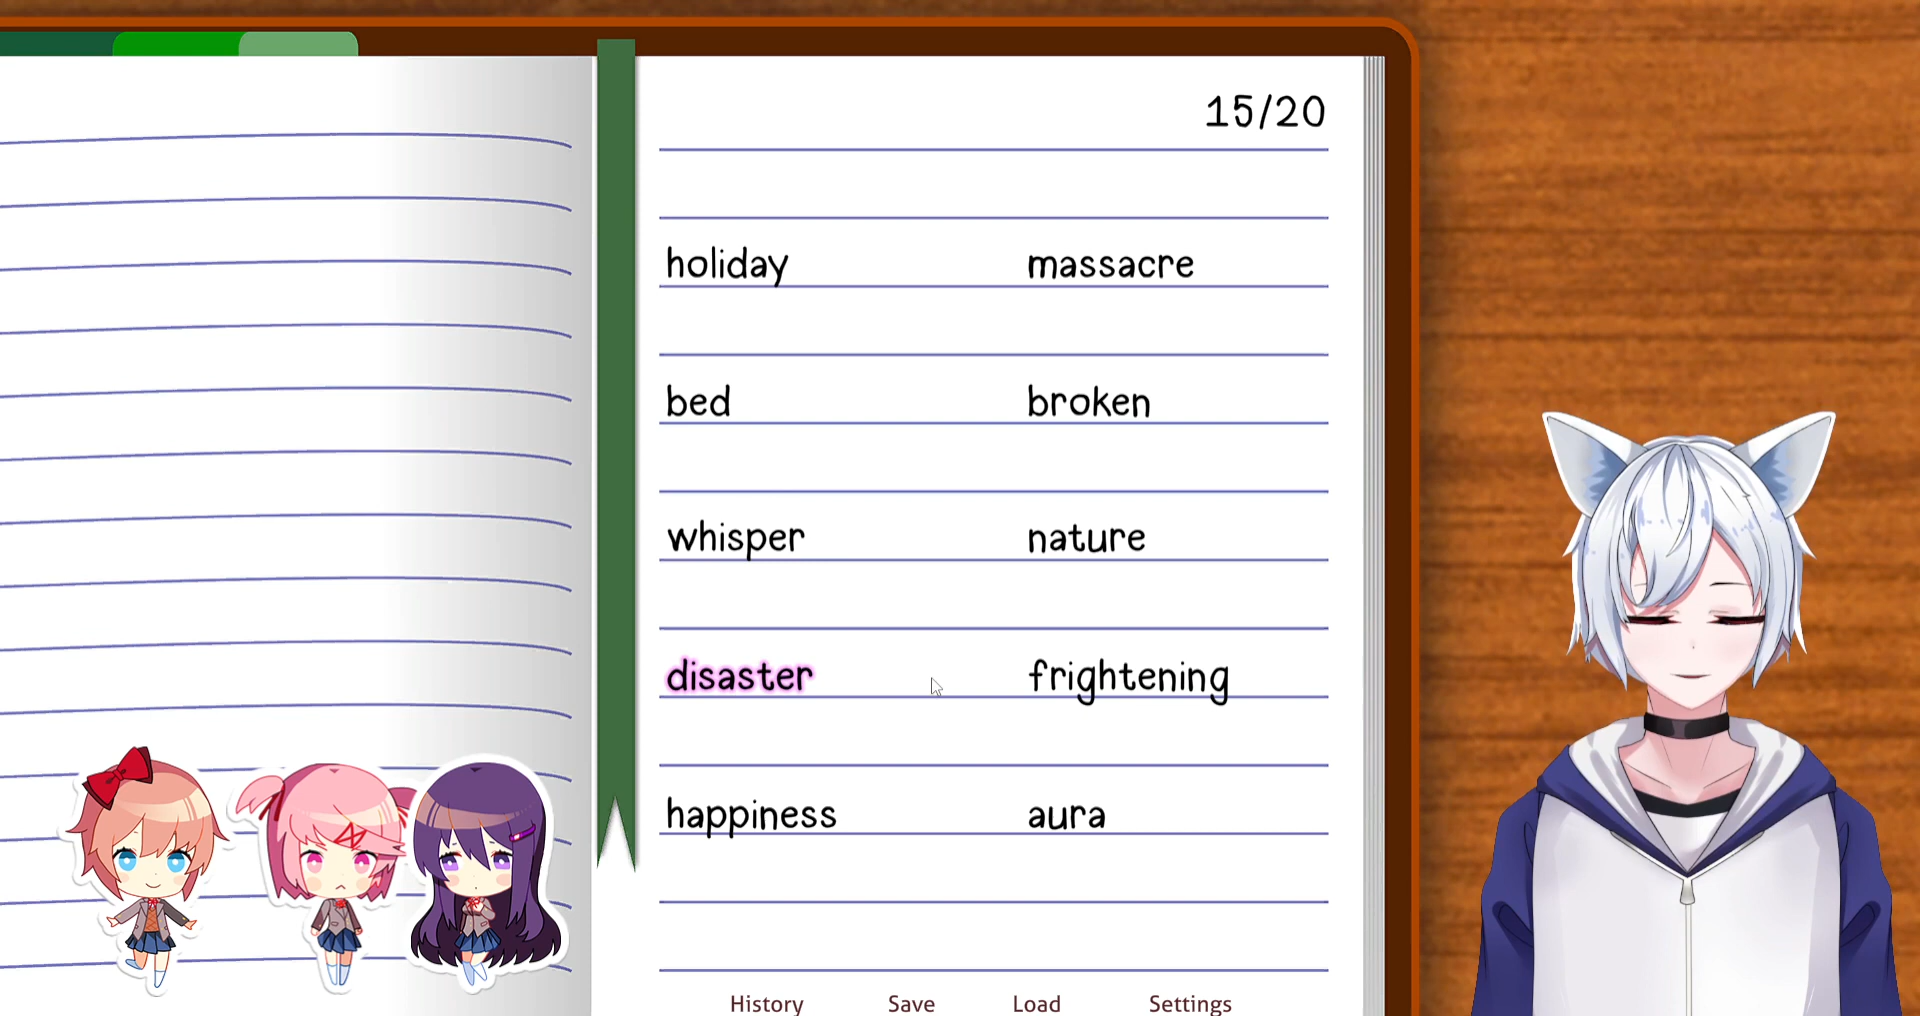 15/20
holiday massacre
bed broken
whisper nature
disaster frightening
happiness aura
History Save Load Settings